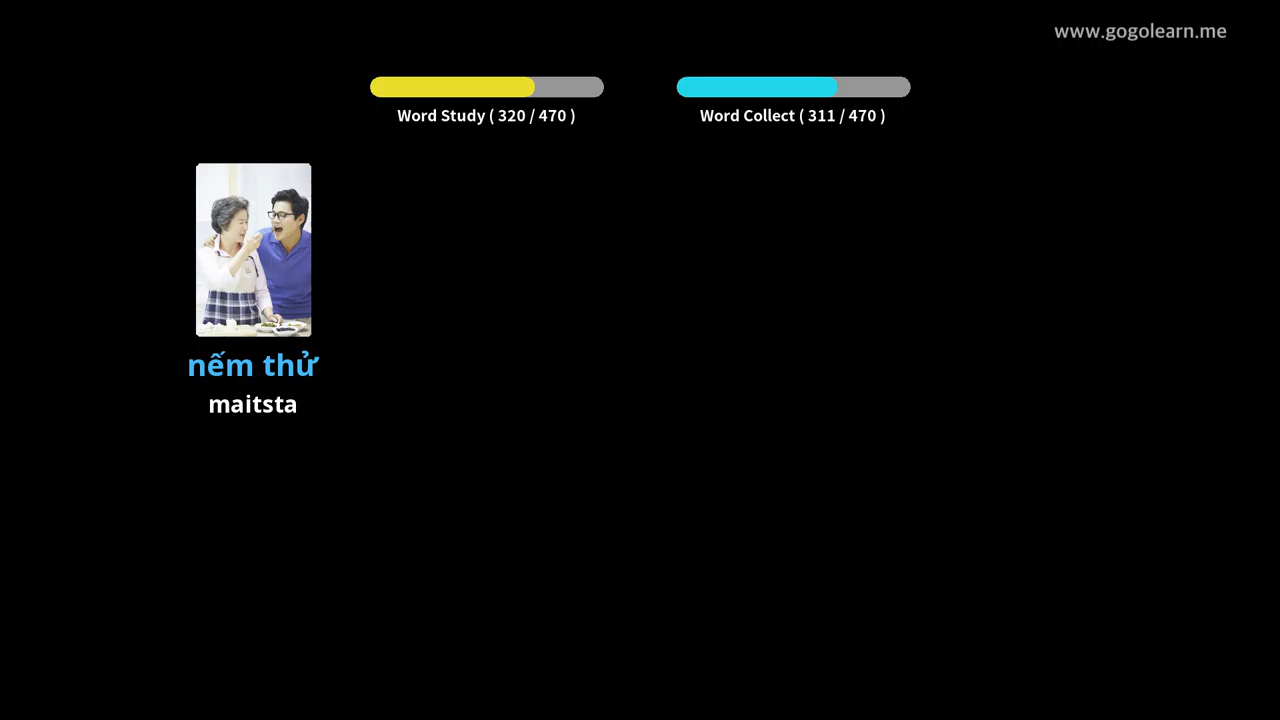 www.gogolearn.me
Word Study ( 320 / 470 )
Word Collect ( 311 / 470 )
nếm thử
maitsta